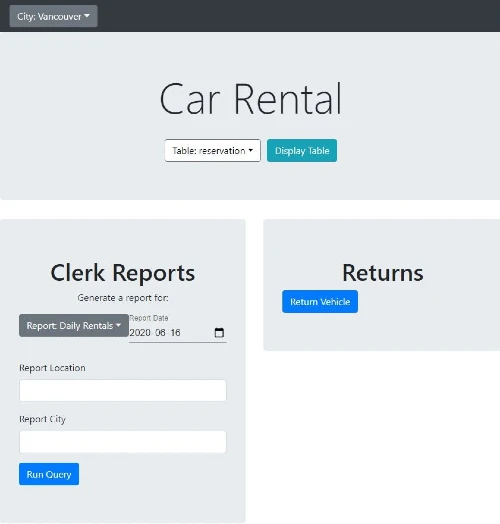 City: Vancouver
Car Rental
Table: reservation
Display Table
Clerk Reports
Generate a report for:
Report: Daily Rentals
Report Date
2020-06-16
Report Location
Report City
Run Query
Returns
Return Vehicle